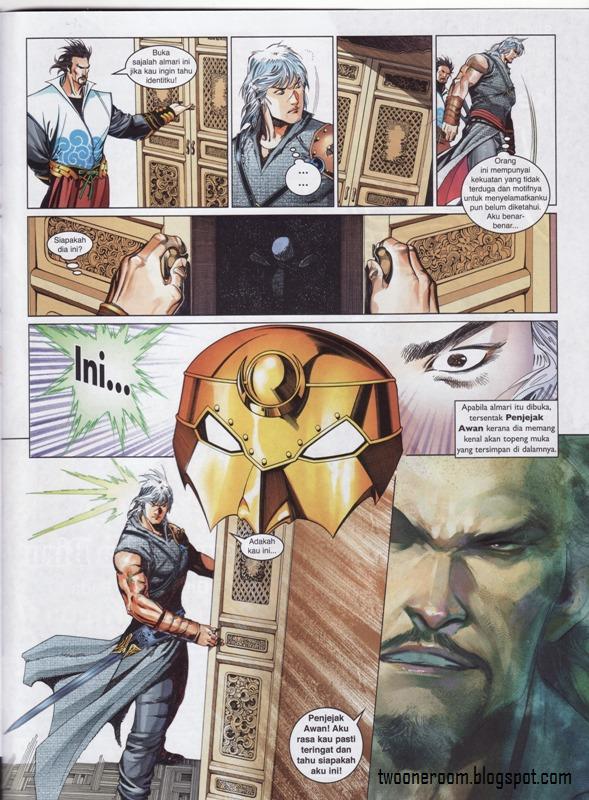 Buka
sajalah almari ini
jika kau ingin tahu
identitku!
...
...
Orang
ini mempunyai
kekuatan yang tidak
terduga dan motifnya
untuk menyelamatkanku
pun belum diketahui.
Aku benar-
benar...
Siapakah
dia ini?
Ini...
Apabila almari itu dibuka,
tersentak Penjejak
Awan kerana dia memang
kenal akan topeng muka
yang tersimpan di dalamnya.
Adakah
kau ini...
Penjejak
Awan! Aku
rasa kau pasti
teringat dan
tahu siapakah
aku ini!
twooneroom.blogspot.com